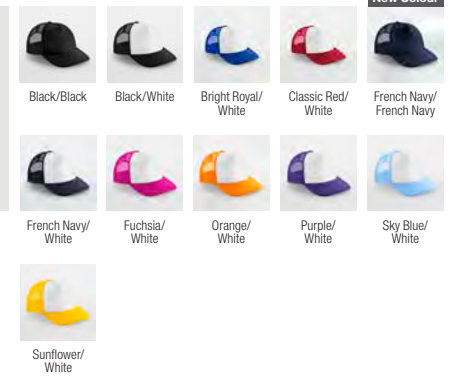 New Colour
Black/Black
Black/White
Bright Royal/
White
Classic Red/
White
French Navy/
French Navy
French Navy/
White
Fuchsia/
White
Orange/
White
Purple/
White
Sky Blue/
White
Sunflower/
White